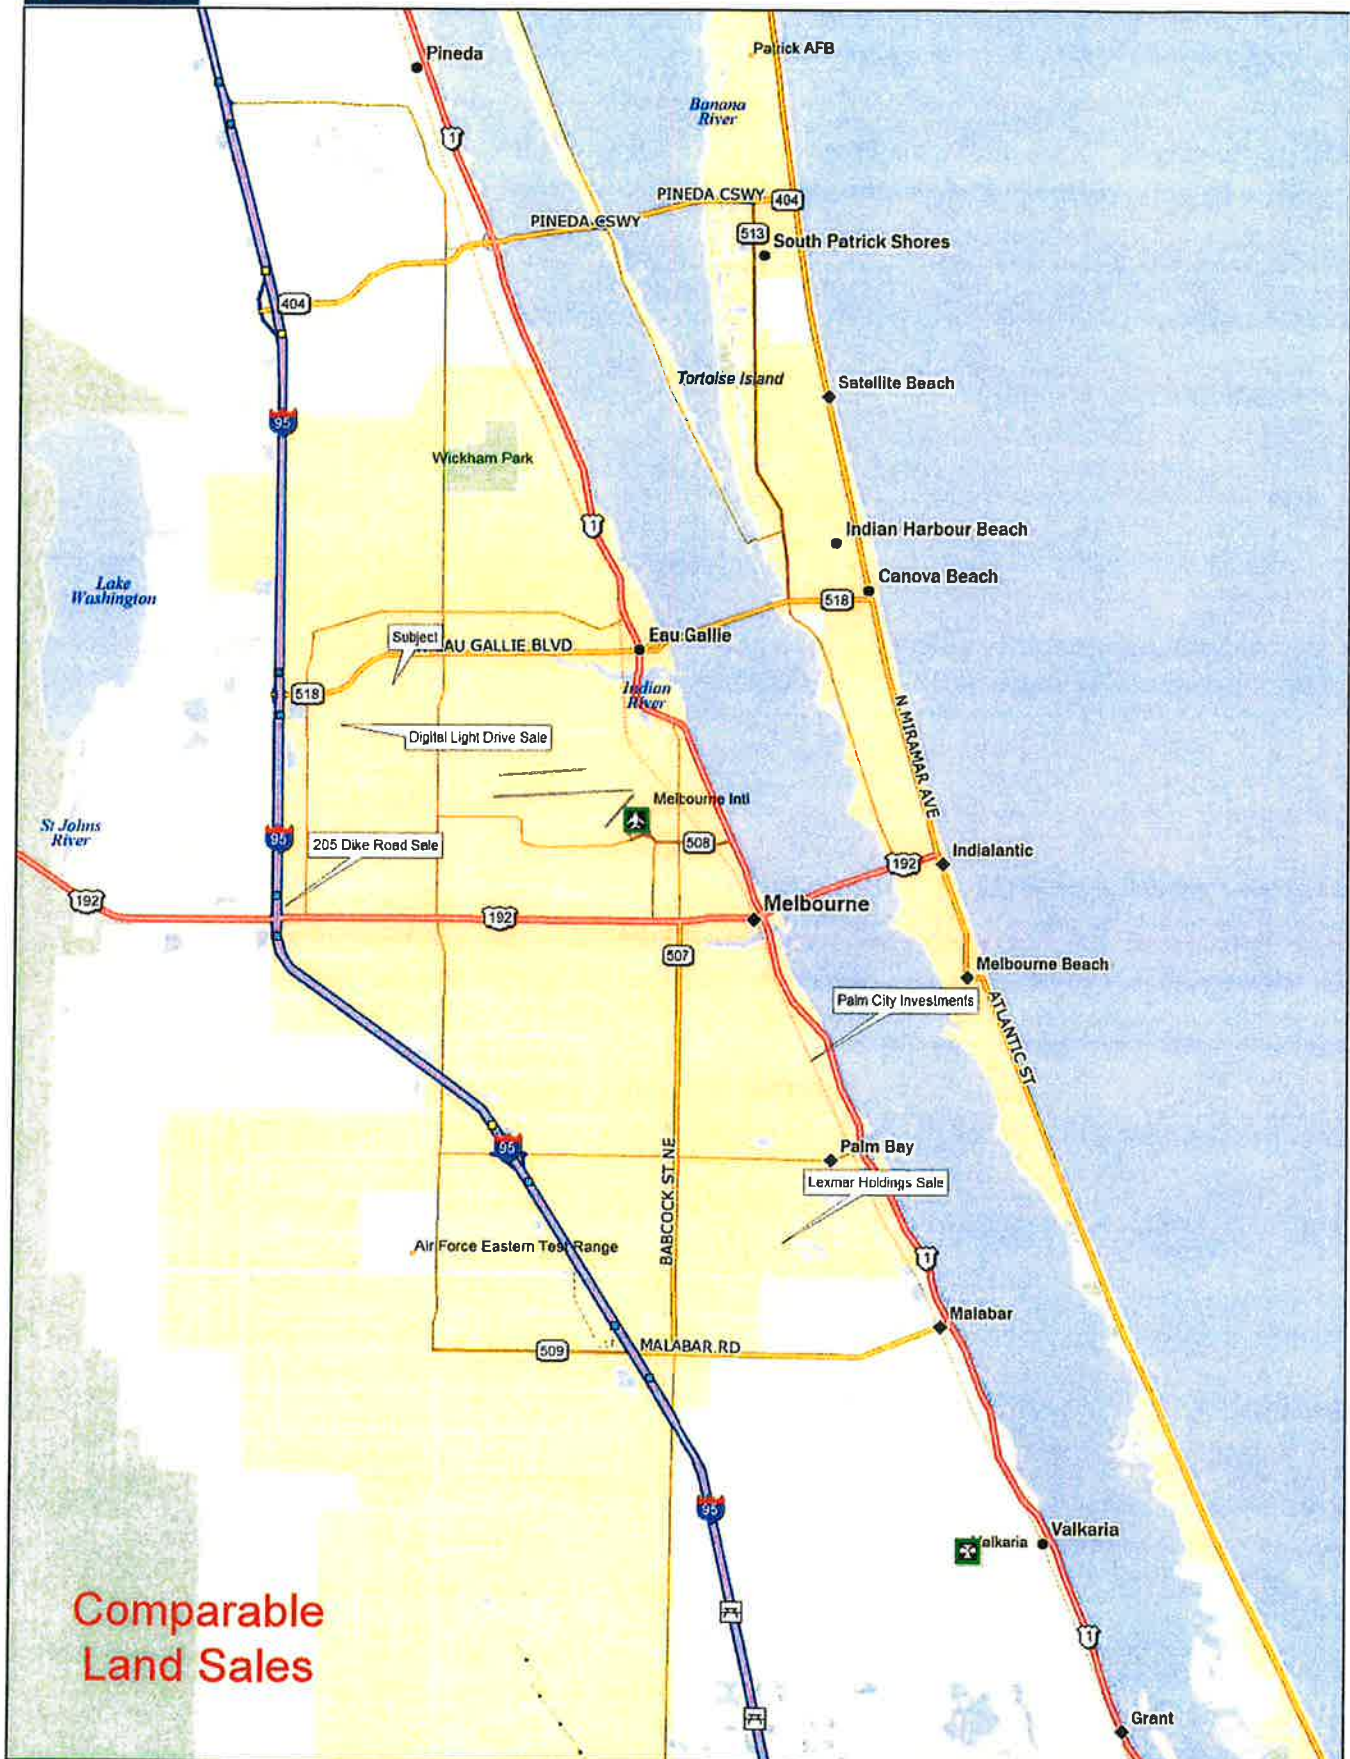 Pineda
Patrick AFB
Banana
River
1
PINEDA CSWY
404
PINEDA CSWY
513
South Patrick Shores
404
Tortoise Island
Satellite Beach
95
Wickham Park
1
Indian Harbour Beach
Lake
Washington
Canova Beach
518
Subject
EAU GALLIE BLVD
Eau Gallie
518
Indian
River
N MIRAMAR AVE
Digital Light Drive Sale
Melbourne Intl
St Johns
River
95
205 Dike Road Sale
508
Indialantic
192
192
192
Melbourne
507
Melbourne Beach
Palm City Investments
ATLANTIC ST
95
BABCOCK ST NE
Palm Bay
Lexmar Holdings Sale
Air Force Eastern Test Range
1
Malabar
509
MALABAR RD
95
Valkaria
Valkaria
Comparable
Land Sales
1
Grant